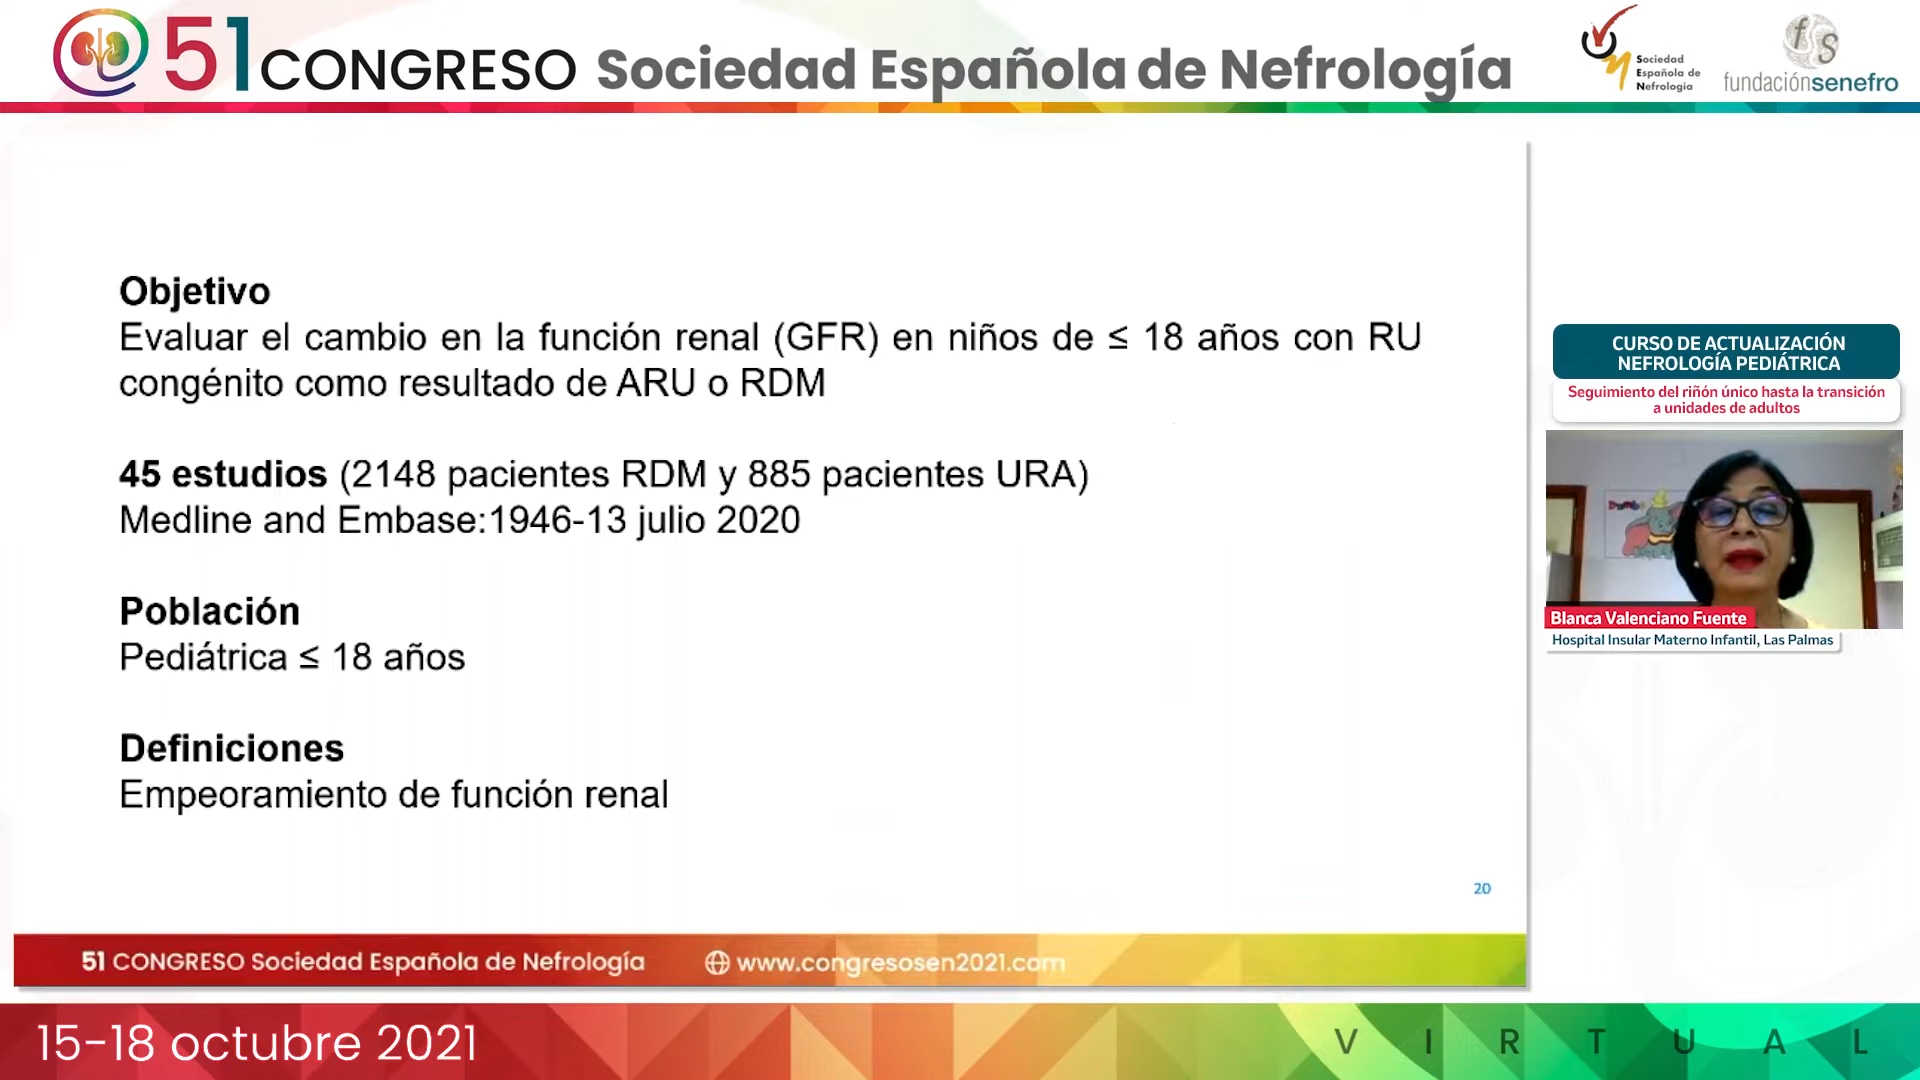 51 CONGRESO Sociedad Española de Nefrología
Sociedad
Española de
Nefrología
fs
fundaciónsenefro
Objetivo
Evaluar el cambio en la función renal (GFR) en niños de ≤ 18 años con RU
congénito como resultado de ARU o RDM
45 estudios (2148 pacientes RDM y 885 pacientes URA)
Medline and Embase:1946-13 julio 2020
Población
Pediátrica ≤ 18 años
Definiciones
Empeoramiento de función renal
20
51 CONGRESO Sociedad Española de Nefrología
www.congresosen2021.com
CURSO DE ACTUALIZACIÓN
NEFROLOGÍA PEDIÁTRICA
Seguimiento del riñón único hasta la transición
a unidades de adultos
Dumbo
Blanca Valenciano Fuente
Hospital Insular Materno Infantil, Las Palmas
15-18 octubre 2021
VIRTUAL